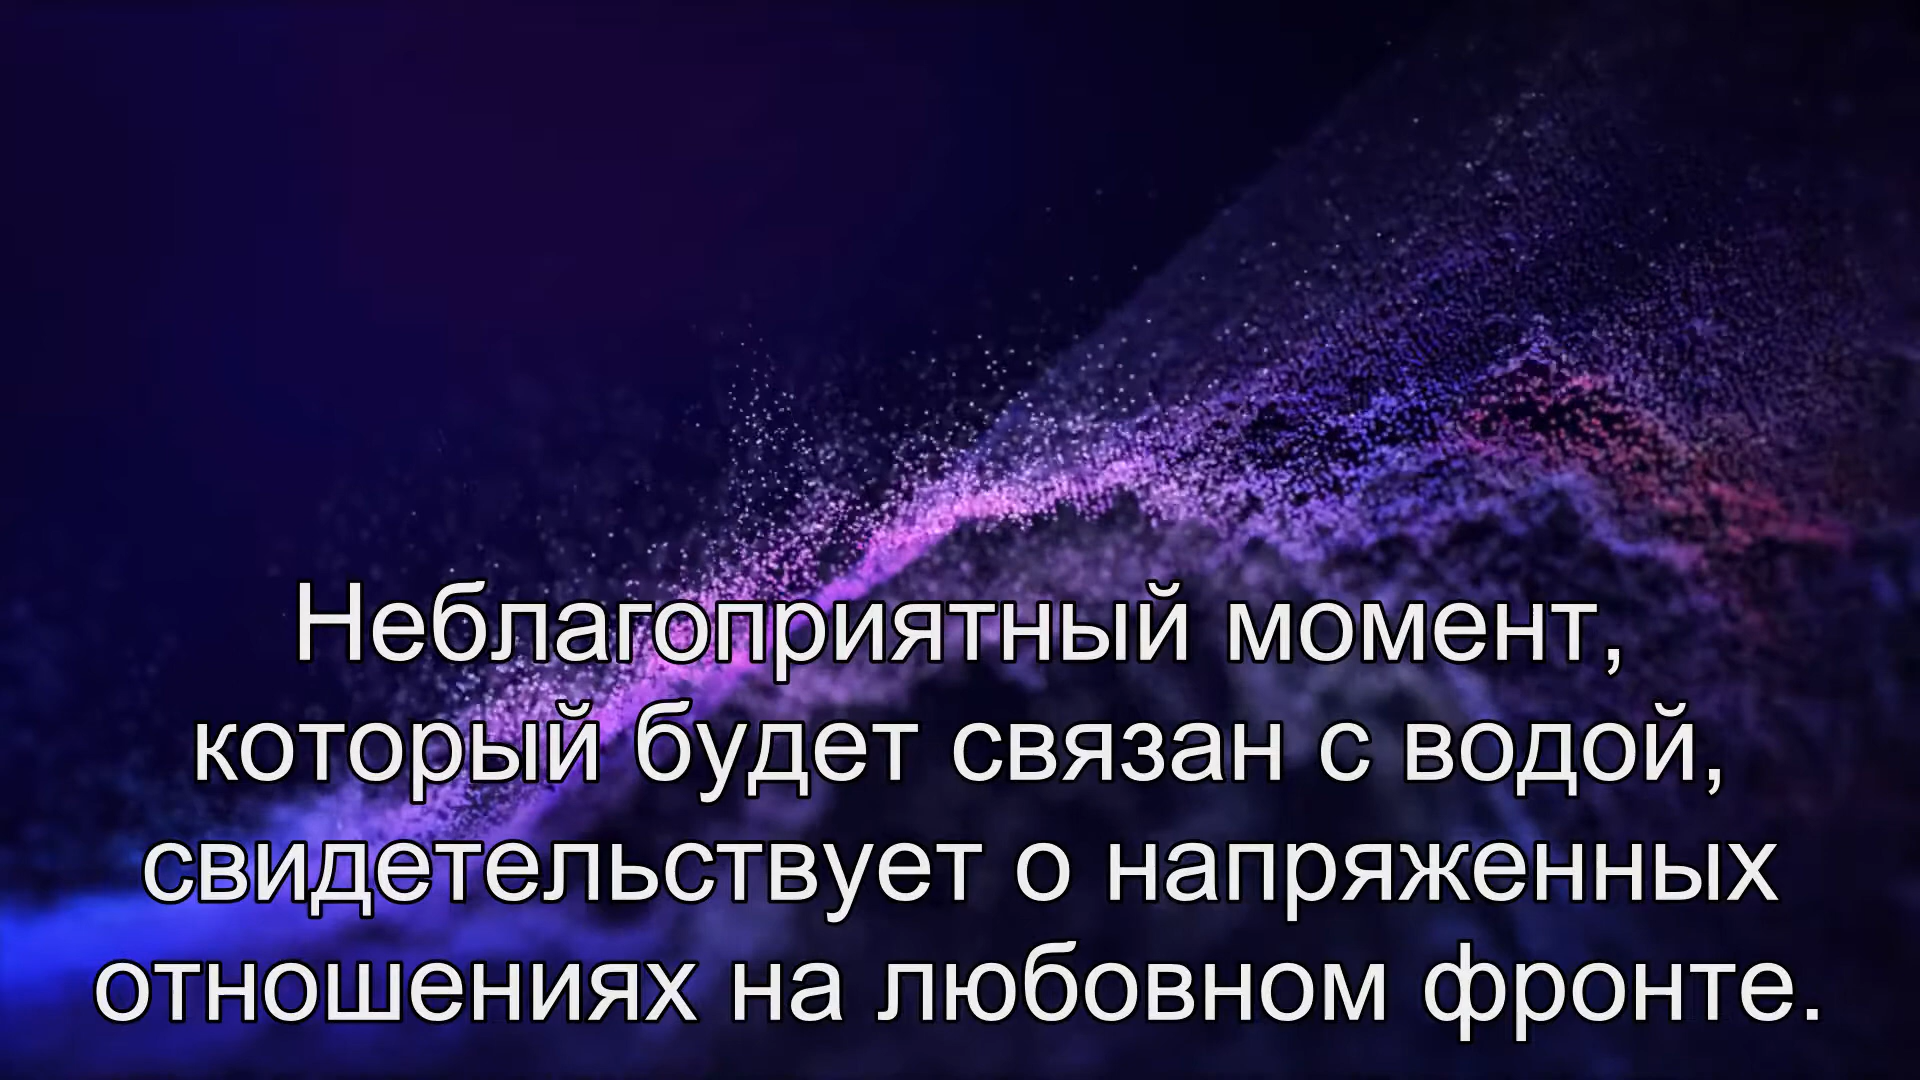 Неблагоприятный момент,
который будет связан с водой,
свидетельствует о напряженных
отношениях на любовном фронте.